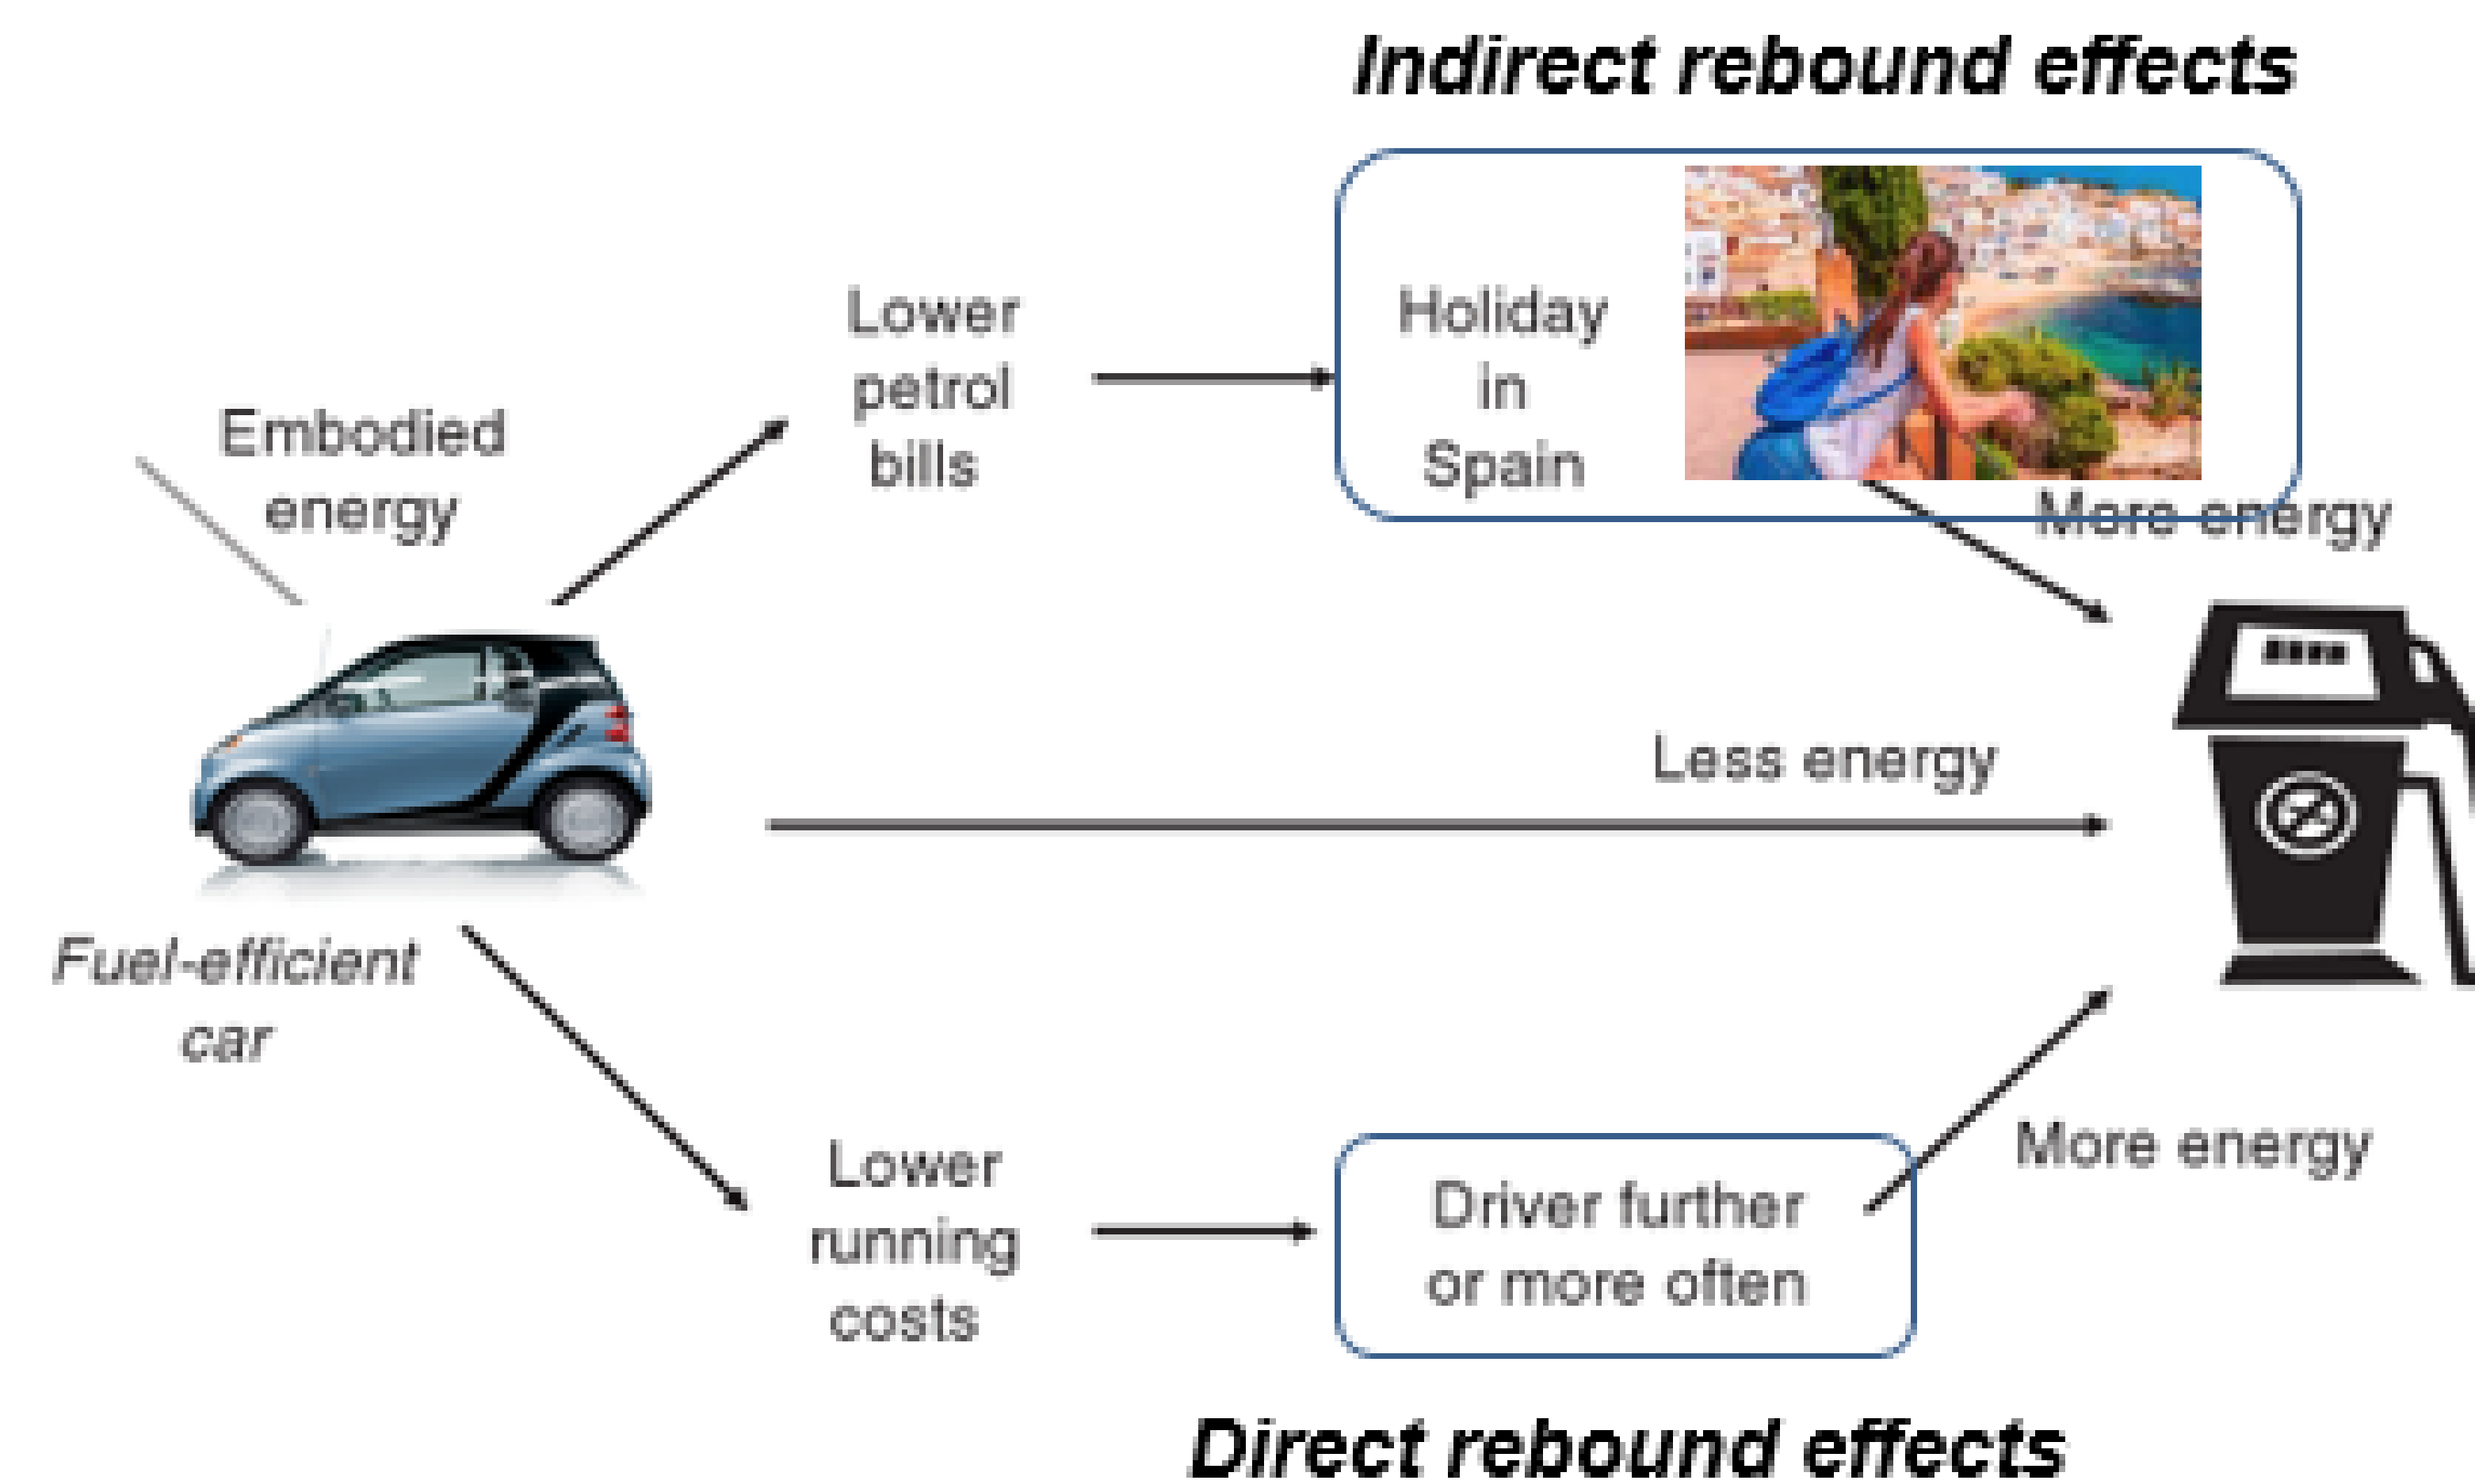 Indirect rebound effects
Embodied
energy
Lower
petrol
bills
Holiday
in
Spain
More energy
Less energy
Fuel-efficient
car
Lower
running
costs
Driver further
or more often
More energy
Direct rebound effects